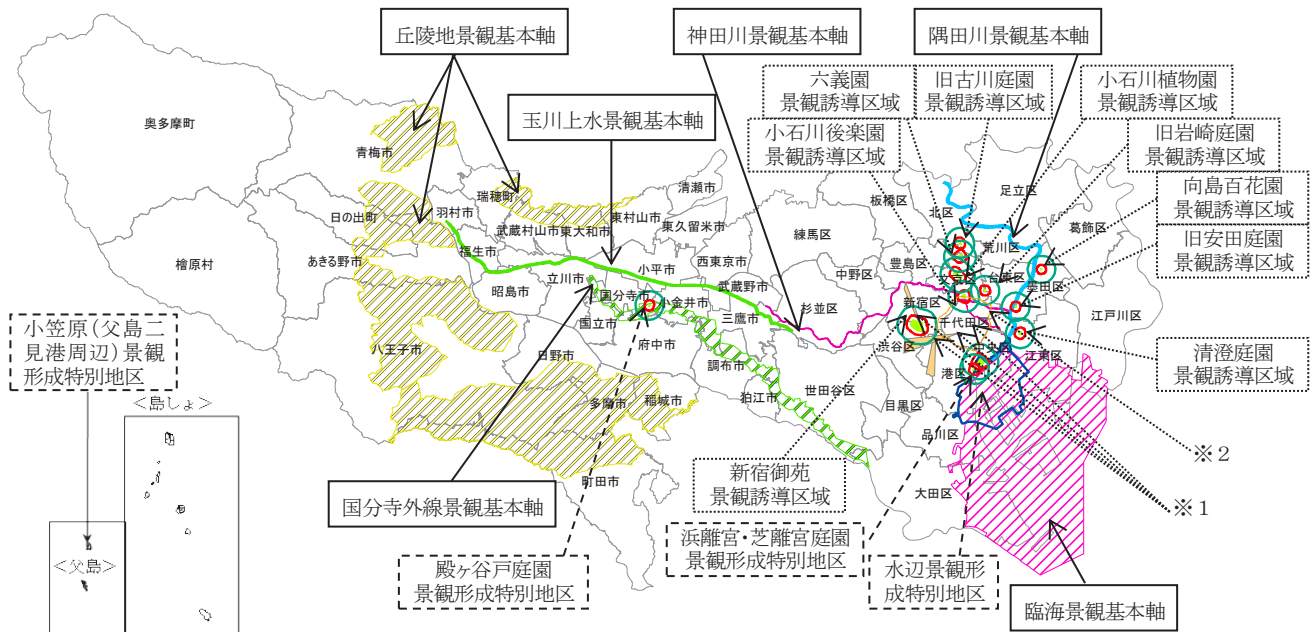 丘陵地景観基本軸
神田川景観基本軸
隅田川景観基本軸
六義園
景観誘導区域
旧古川庭園
景観誘導区域
小石川植物園
景観誘導区域
玉川上水景観基本軸
小石川後楽園
景観誘導区域
旧岩崎庭園
景観誘導区域
向島百花園
景観誘導区域
旧安田庭園
景観誘導区域
清澄庭園
景観誘導区域
奥多摩町
青梅市
瑞穂町
清瀬市
板橋区
足立区
北区
日の出町
羽村市
武蔵村山市
東大和市
東村山市
東久留米市
練馬区
荒川区
葛飾区
檜原村
あきる野市
福生市
小平市
西東京市
中野区
豊島区
文京区
台東区
墨田区
昭島市
立川市
国分寺市
小金井市
武蔵野市
杉並区
新宿区
千代田区
江戸川区
小笠原(父島二
見港周辺)景観
形成特別地区
国立市
三鷹市
渋谷区
中央区
江東区
八王子市
日野市
府中市
調布市
港区
世田谷区
<島しょ>
多摩市
稲城市
狛江市
目黒区
品川区
町田市
大田区
<父島>
新宿御苑
景観誘導区域
※2
※1
国分寺外線景観基本軸
殿ヶ谷戸庭園
景観形成特別地区
浜離宮・芝離宮庭園
景観形成特別地区
水辺景観形
成特別地区
臨海景観基本軸